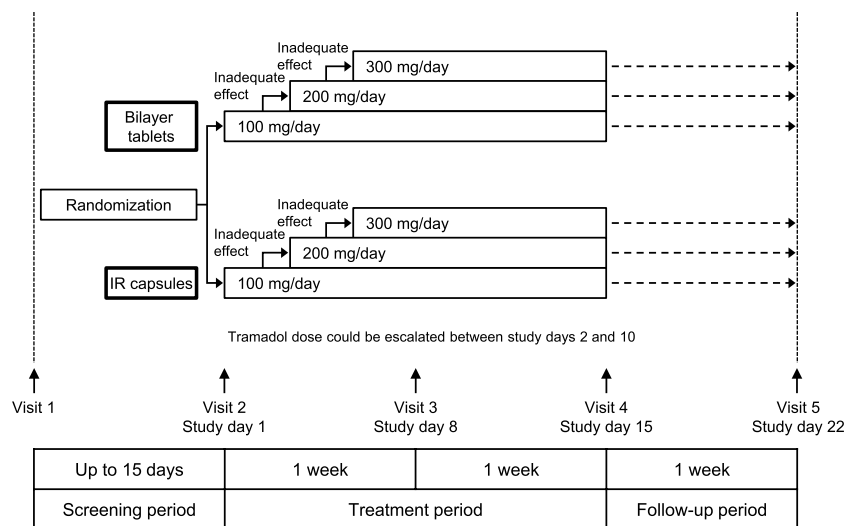 Inadequate
effect
300 mg/day
Inadequate
effect
200 mg/day
Bilayer
tablets
100 mg/day
Randomization
Inadequate
effect
300 mg/day
Inadequate
effect
200 mg/day
IR capsules
100 mg/day
Tramadol dose could be escalated between study days 2 and 10
Visit 1
Visit 2
Study day 1
Visit 3
Study day 8
Visit 4
Study day 15
Visit 5
Study day 22
Up to 15 days
1 week
1 week
1 week
Screening period
Treatment period
Follow-up period